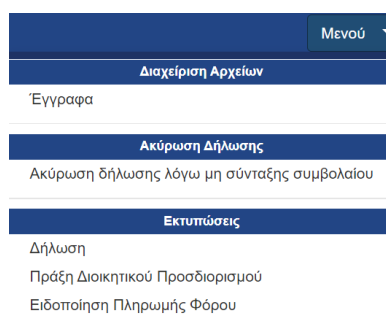 Μενού
Διαχείριση Αρχείων
Έγγραφα
Ακύρωση Δήλωσης
Ακύρωση δήλωσης λόγω μη σύνταξης συμβολαίου
Εκτυπώσεις
Δήλωση
Πράξη Διοικητικού Προσδιορισμού
Ειδοποίηση Πληρωμής Φόρου